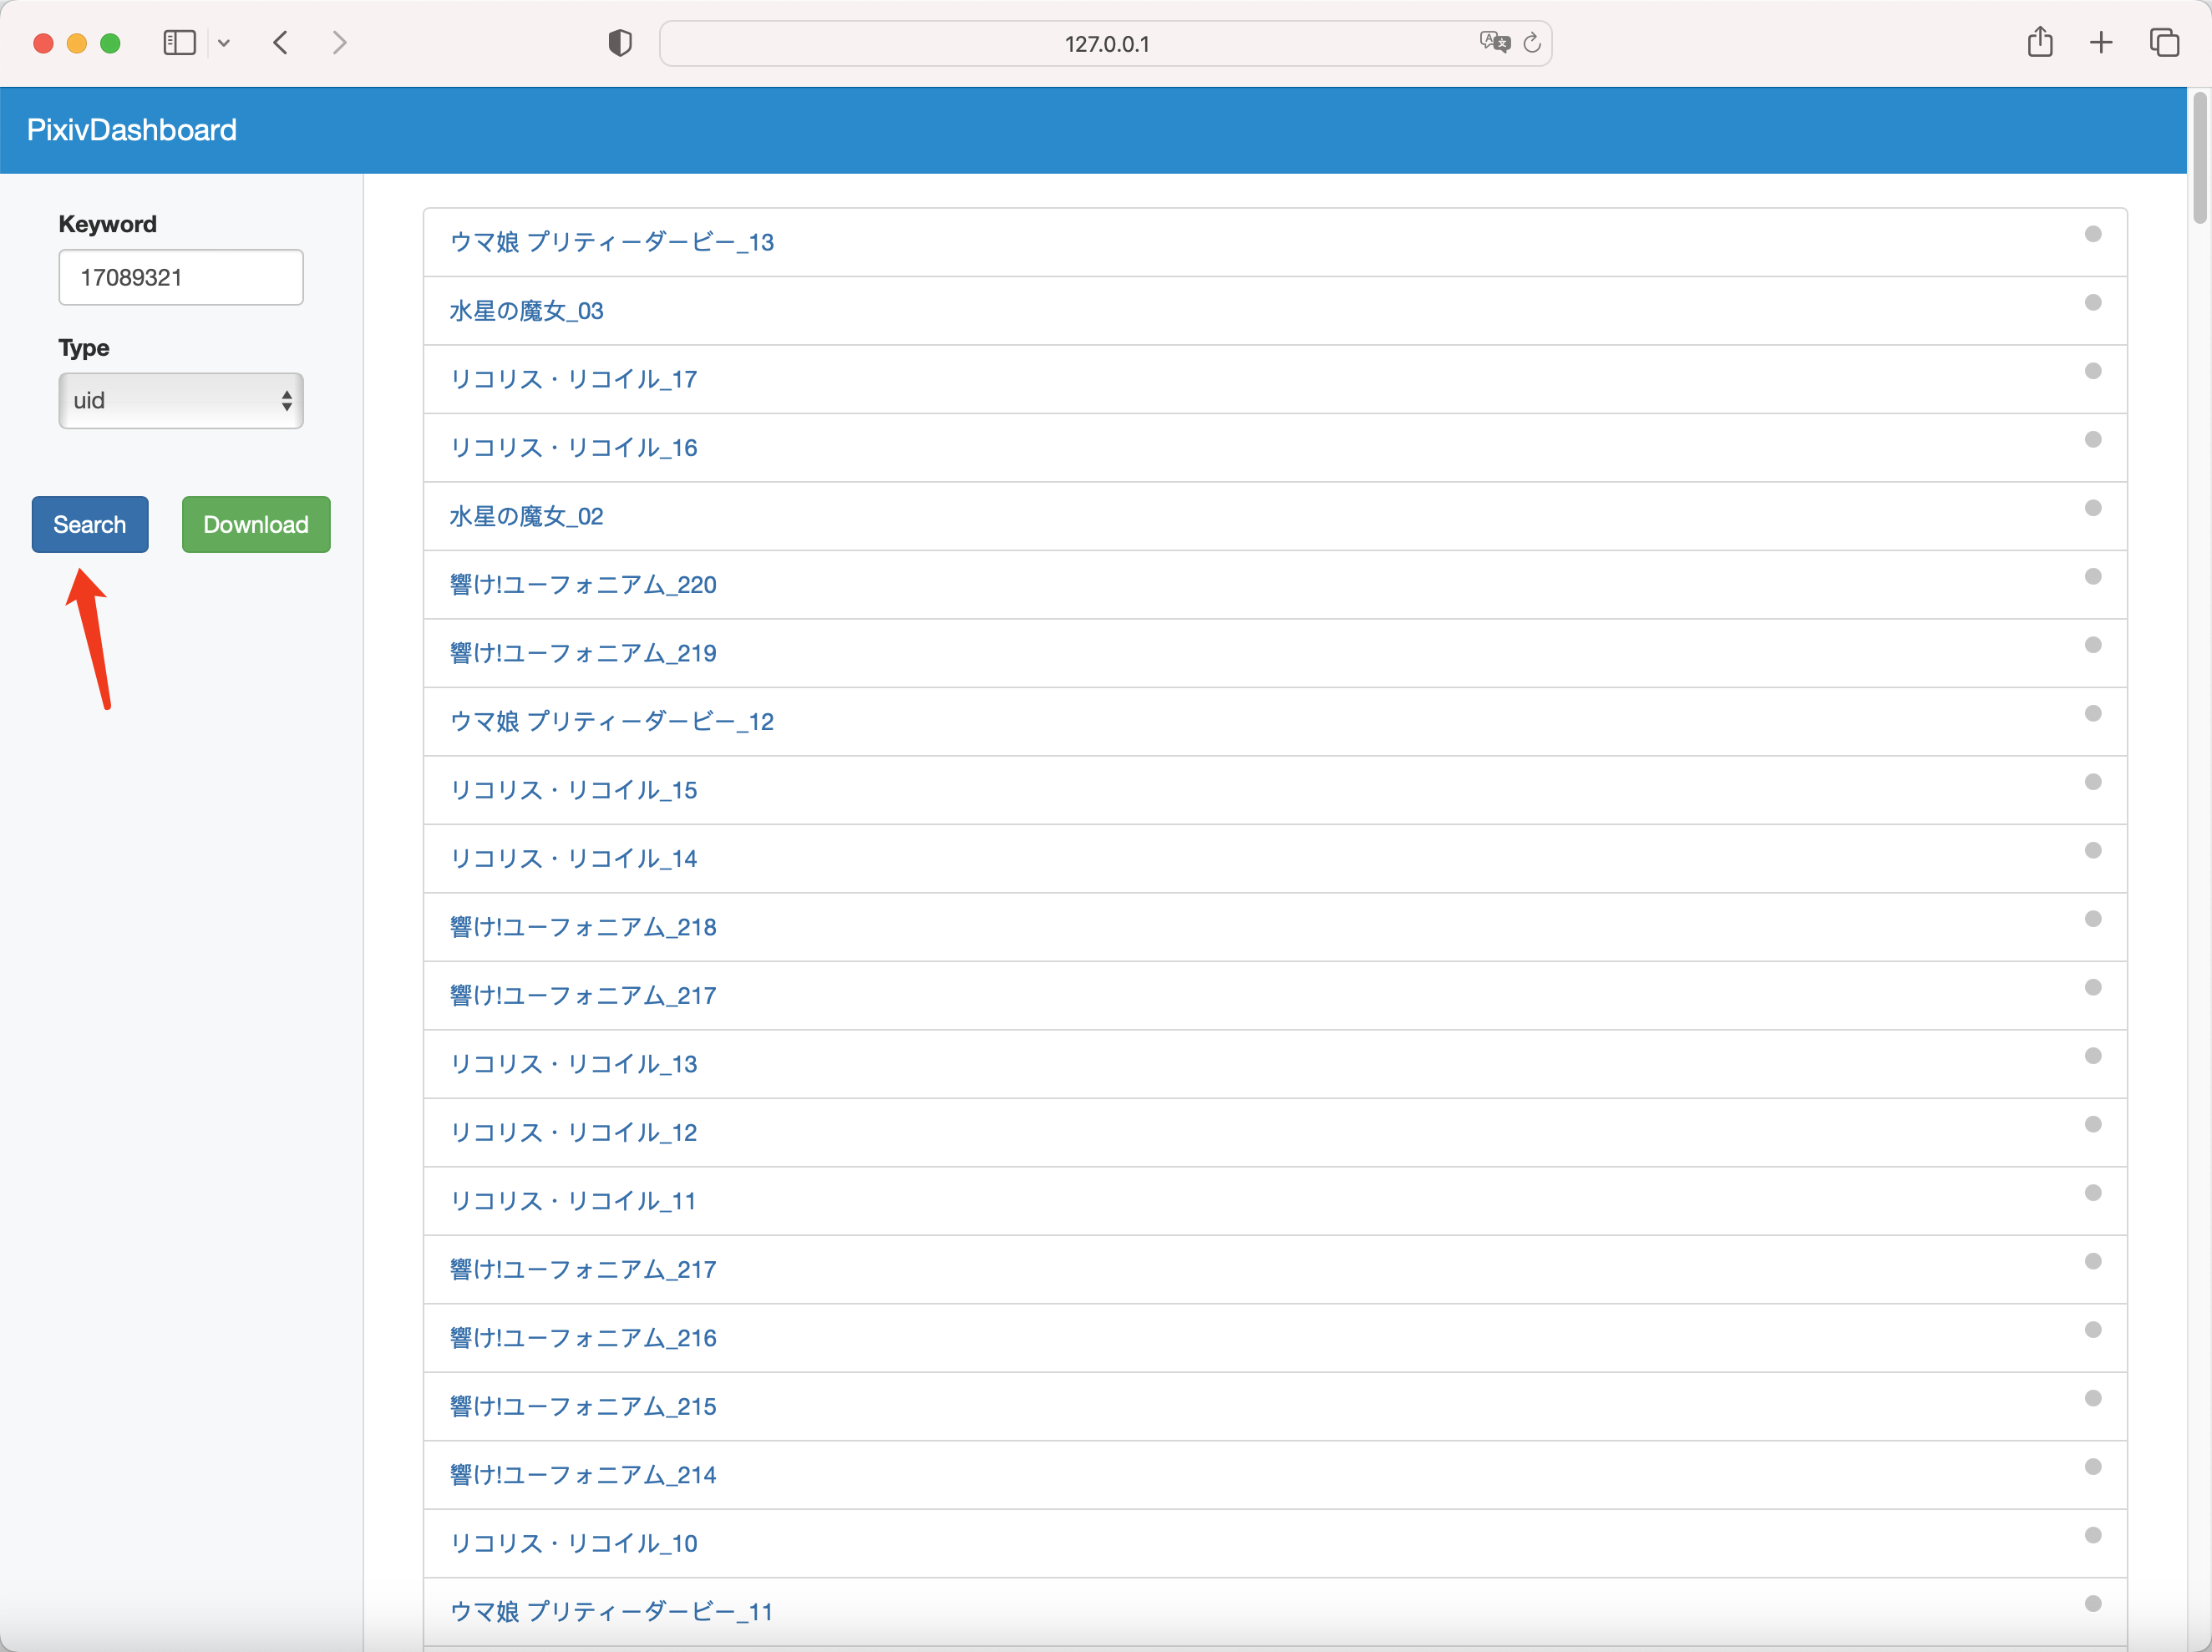 127.0.0.1
PixivDashboard
Keyword
17089321
Type
uid
Search
Download
ウマ娘 プリティーダービー_13
水星の魔女_03
リコリス・リコイル_17
リコリス・リコイル_16
水星の魔女_02
響け!ユーフォニアム_220
響け!ユーフォニアム_219
ウマ娘 プリティーダービー_12
リコリス・リコイル_15
リコリス・リコイル_14
響け!ユーフォニアム_218
響け!ユーフォニアム_217
リコリス・リコイル_13
リコリス・リコイル_12
リコリス・リコイル_11
響け!ユーフォニアム_217
響け!ユーフォニアム_216
響け!ユーフォニアム_215
響け!ユーフォニアム_214
リコリス・リコイル_10
ウマ娘 プリティーダービー_11